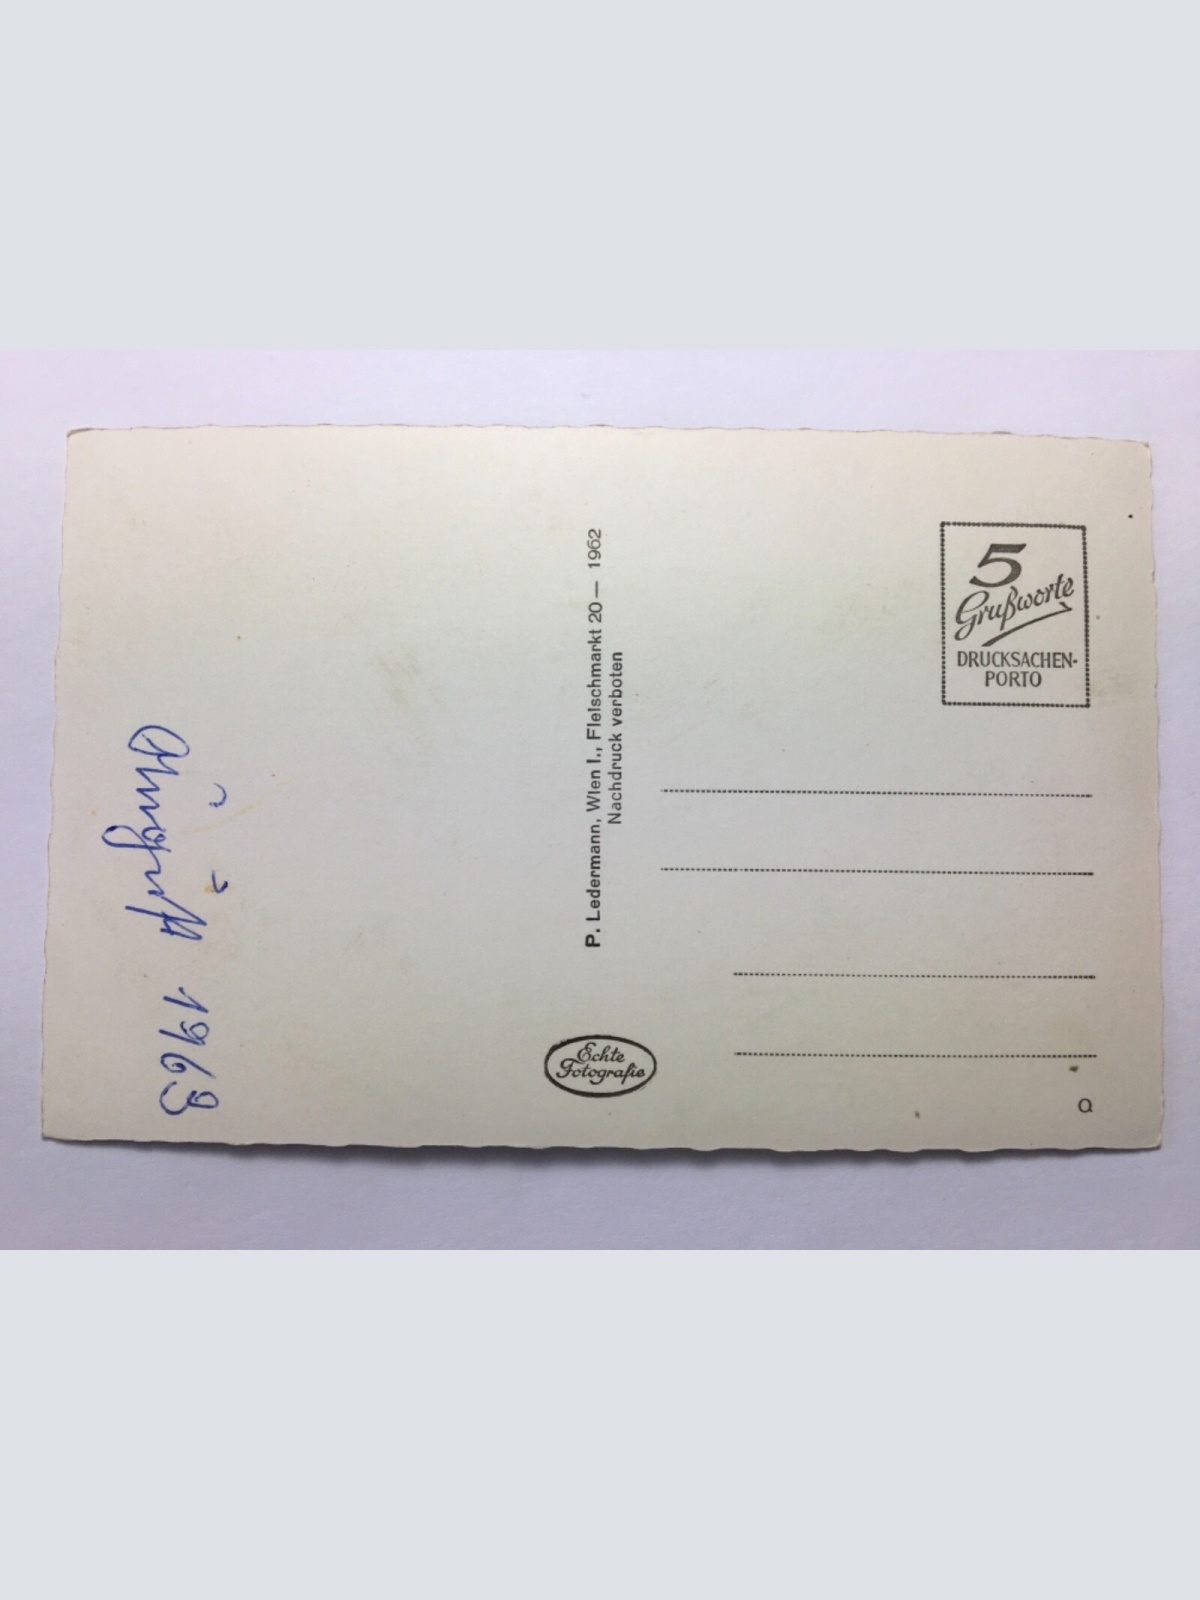 August 1963
P. Ledermann, Wien I., Fleischmarkt 20 — 1962
Nachdruck verboten
Echte
Fotografie
5
Grußworte
DRUCKSACHEN-
PORTO
Q